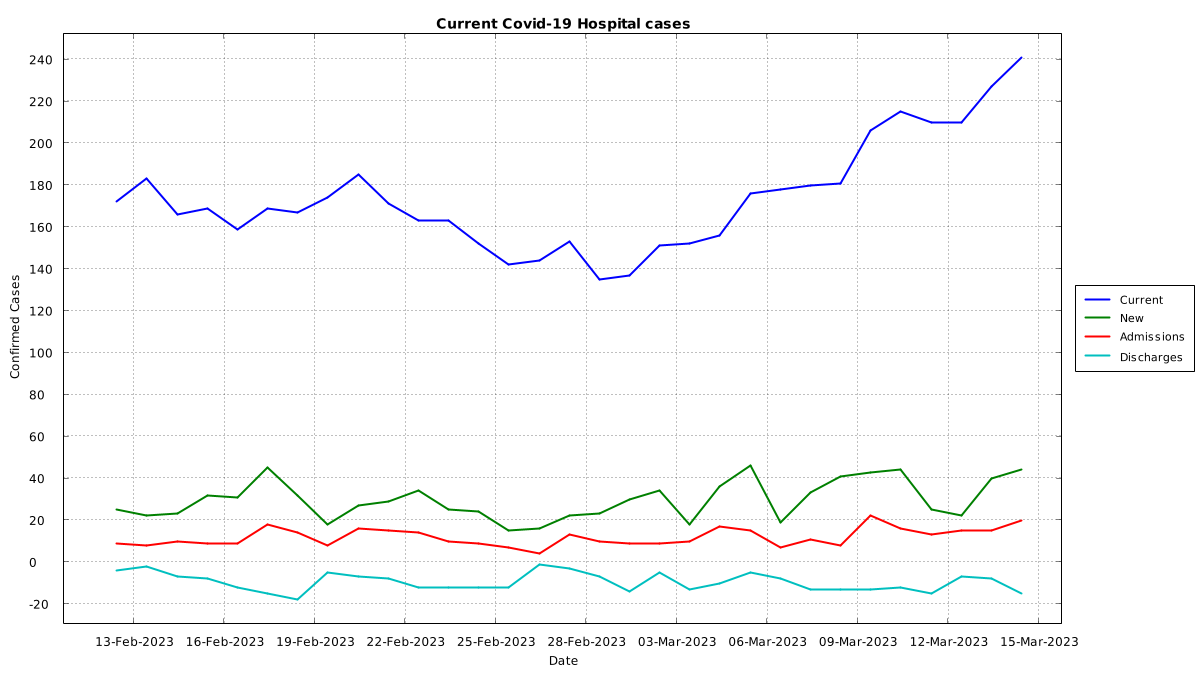 Current Covid-19 Hospital cases
Confirmed Cases
240
220
200
180
160
140
120
100
80
60
40
20
0
-20
13-Feb-2023 16-Feb-2023 19-Feb-2023 22-Feb-2023 25-Feb-2023 28-Feb-2023 03-Mar-2023 06-Mar-2023 09-Mar-2023 12-Mar-2023 15-Mar-2023
Date
Current
New
Admissions
Discharges